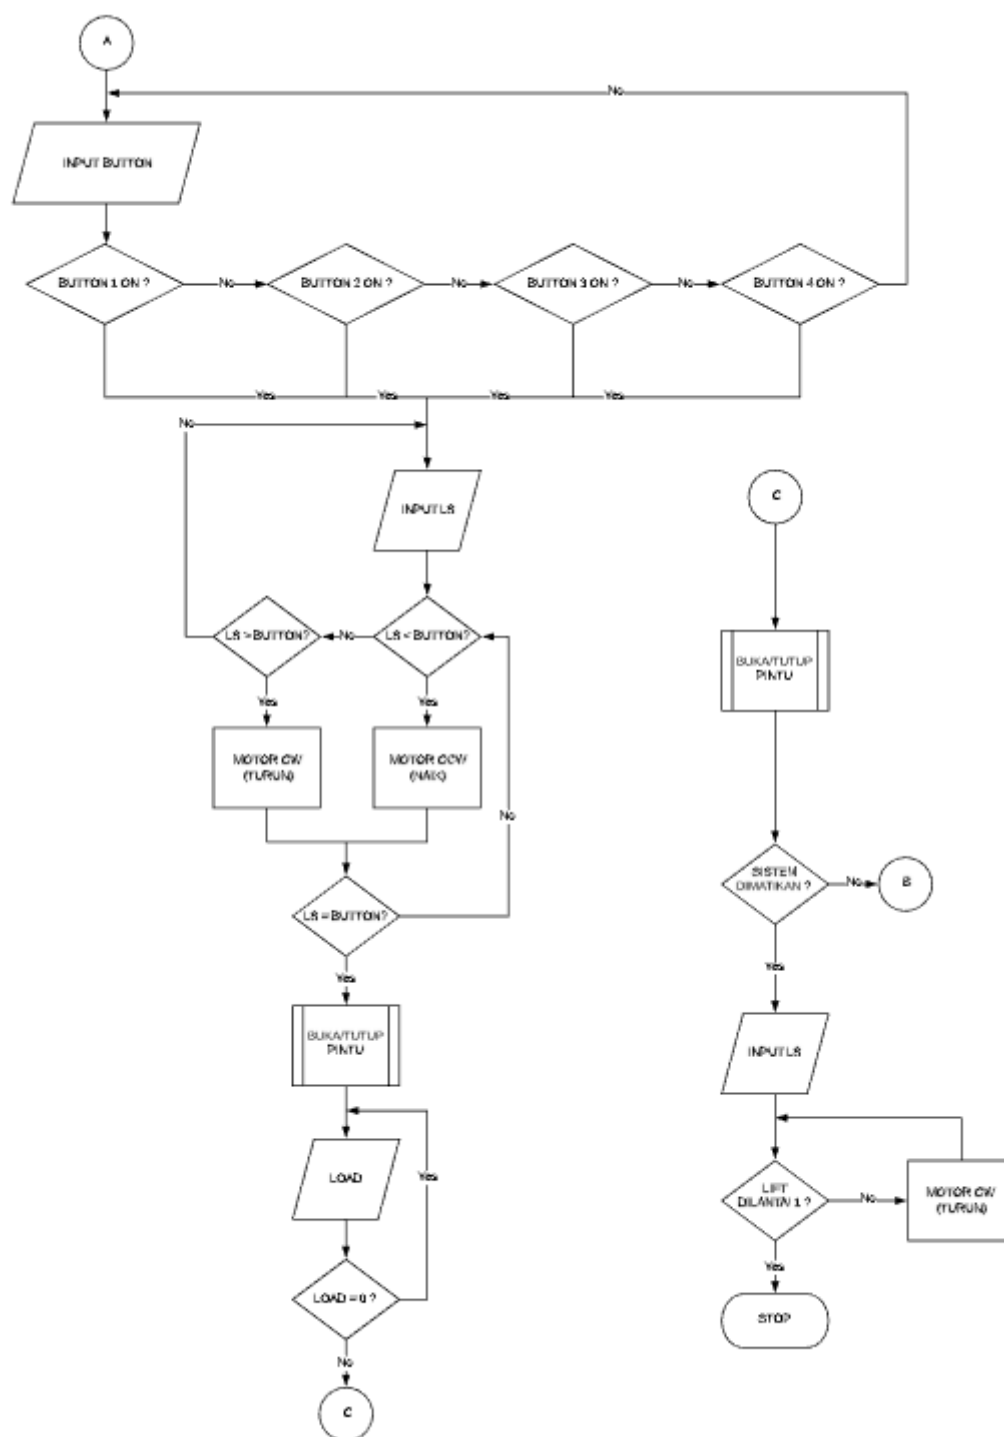 A
No
INPUT BUTTON
BUTTON 1 ON ?
No
BUTTON 2 ON ?
No
BUTTON 3 ON ?
No
BUTTON 4 ON ?
Yes
Yes
Yes
Yes
No
INPUT LS
LS > BUTTON?
No
LS < BUTTON?
Yes
Yes
MOTOR CW
(TURUN)
MOTOR CCW
(NAIK)
No
LS = BUTTON?
Yes
BUKA/TUTUP
PINTU
LOAD
Yes
LOAD = 0 ?
No
C
C
BUKA/TUTUP
PINTU
SISTEM
DIMATIKAN ?
No
B
Yes
INPUT LS
LIFT
DILANTAI 1 ?
No
MOTOR CW
(TURUN)
Yes
STOP